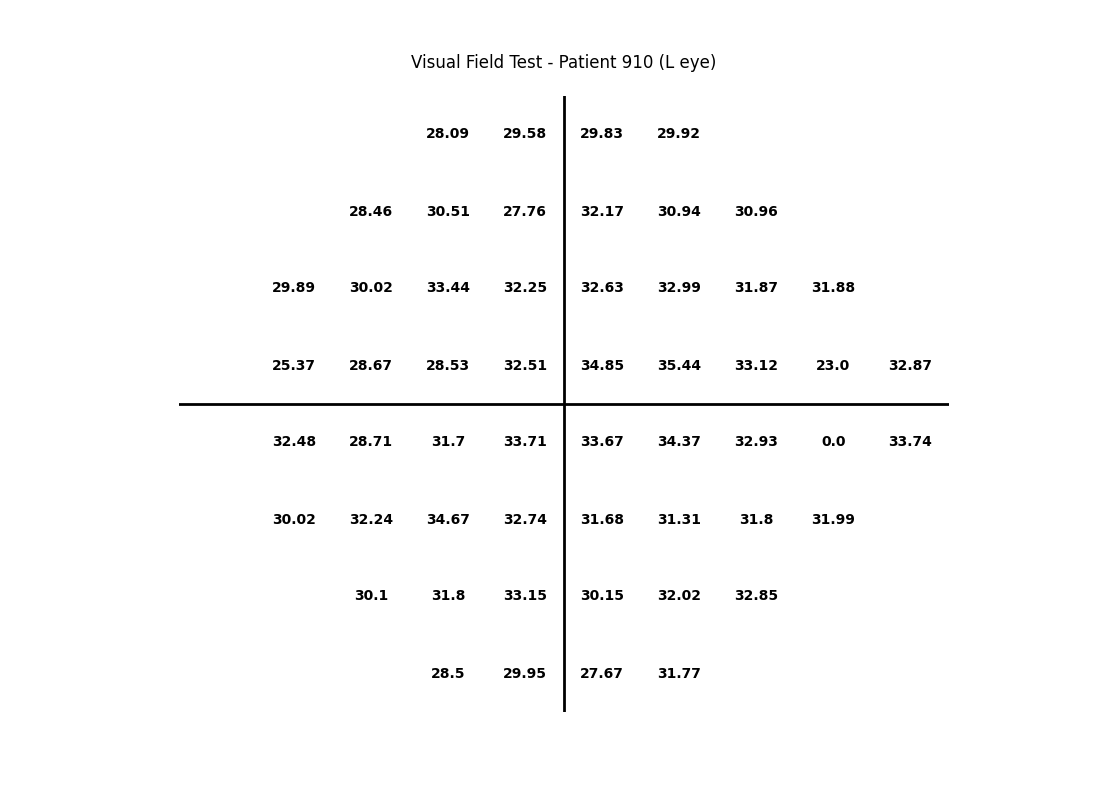 Visual Field Test - Patient 910 (L eye)
28.09 29.58 29.83 29.92
28.46 30.51 27.76 32.17 30.94 30.96
29.89 30.02 33.44 32.25 32.63 32.99 31.87 31.88
25.37 28.67 28.53 32.51 34.85 35.44 33.12 23.0 32.87
32.48 28.71 31.7 33.71 33.67 34.37 32.93 0.0 33.74
30.02 32.24 34.67 32.74 31.68 31.31 31.8 31.99
30.1 31.8 33.15 30.15 32.02 32.85
28.5 29.95 27.67 31.77